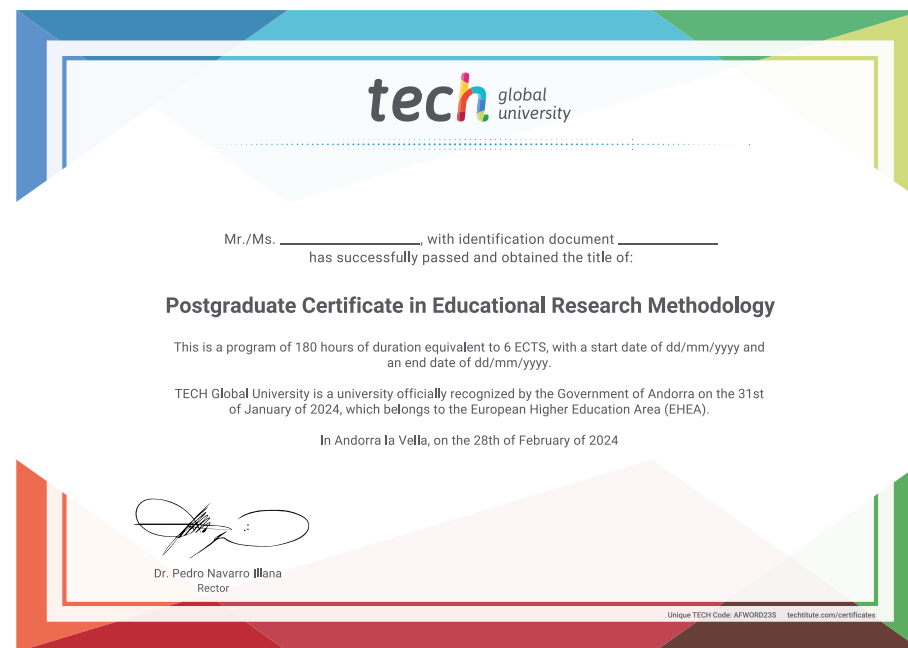 tech global
university
Mr./Ms. ____________________, with identification document ______________
has successfully passed and obtained the title of:
Postgraduate Certificate in Educational Research Methodology
This is a program of 180 hours of duration equivalent to 6 ECTS, with a start date of dd/mm/yyyy and
an end date of dd/mm/yyyy.
TECH Global University is a university officially recognized by the Government of Andorra on the 31st
of January of 2024, which belongs to the European Higher Education Area (EHEA).
In Andorra la Vella, on the 28th of February of 2024
Dr. Pedro Navarro Illana
Rector
Unique TECH Code: AFWORD23S techtitute.com/certificates